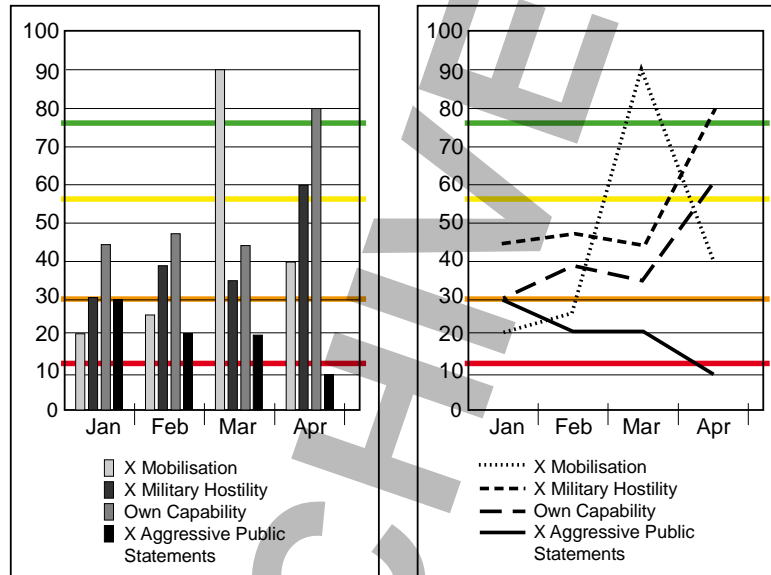 100
90
80
70
60
50
40
30
20
10
0
Jan Feb Mar Apr
X Mobilisation
X Military Hostility
Own Capability
X Aggressive Public
Statements
100
90
80
70
60
50
40
30
20
10
0
Jan Feb Mar Apr
X Mobilisation
X Military Hostility
Own Capability
X Aggressive Public
Statements
CHIVE